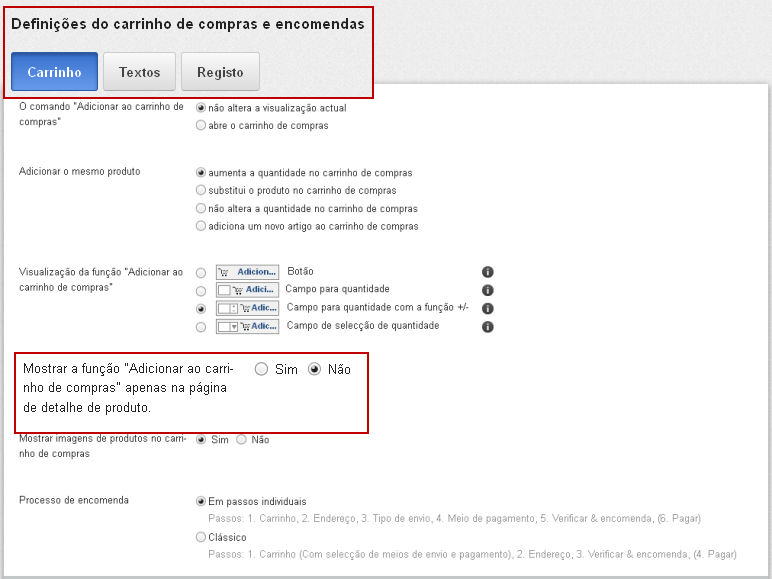 Definições do carrinho de compras e encomendas
Carrinho Textos Registo
O comando "Adicionar ao carrinho de
compras"
não altera a visualização actual
abre o carrinho de compras
Adicionar o mesmo produto
aumenta a quantidade no carrinho de compras
substitui o produto no carrinho de compras
não altera a quantidade no carrinho de compras
adiciona um novo artigo ao carrinho de compras
Visualização da função "Adicionar ao
carrinho de compras"
Adicion... Botão
Adici... Campo para quantidade
Adic... Campo para quantidade com a função +/-
Adic... Campo de selecção de quantidade
Mostrar a função "Adicionar ao carri-
nho de compras" apenas na página
de detalhe de produto.
Sim Não
Mostrar imagens de produtos no carri-
nho de compras
Sim Não
Processo de encomenda
Em passos individuais
Passos: 1. Carrinho, 2. Endereço, 3. Tipo de envio, 4. Meio de pagamento, 5. Verificar & encomenda, (6. Pagar)
Clássico
Passos: 1. Carrinho (Com selecção de meios de envio e pagamento), 2. Endereço, 3. Verificar & encomenda, (4. Pagar)